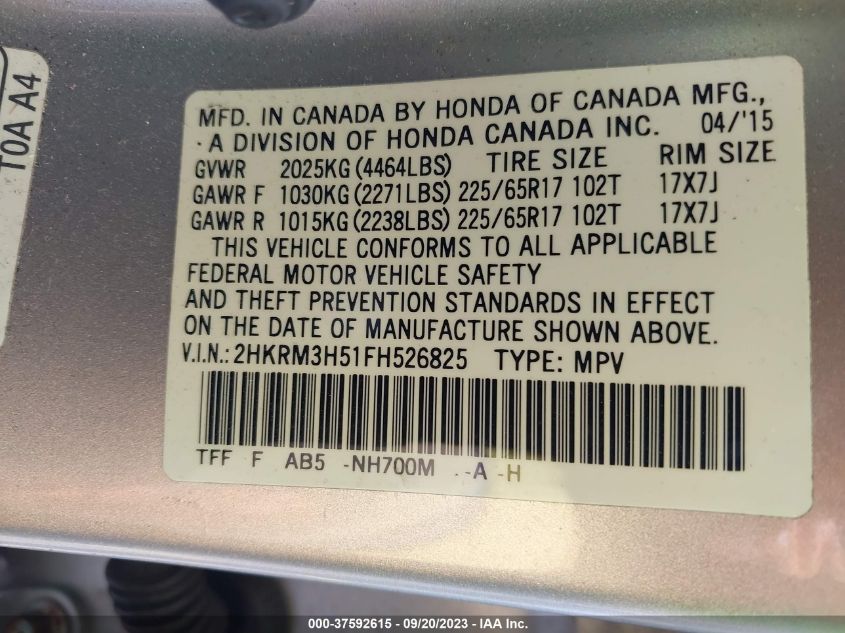 T0A A4
MFD. IN CANADA BY HONDA OF CANADA MFG.,
A DIVISION OF HONDA CANADA INC. 04/'15
GVWR 2025KG (4464LBS) TIRE SIZE RIM SIZE
GAWR F 1030KG (2271LBS) 225/65R17 102T 17X7J
GAWR R 1015KG (2238LBS) 225/65R17 102T 17X7J
THIS VEHICLE CONFORMS TO ALL APPLICABLE
FEDERAL MOTOR VEHICLE SAFETY
AND THEFT PREVENTION STANDARDS IN EFFECT
ON THE DATE OF MANUFACTURE SHOWN ABOVE.
V.I.N.: 2HKRM3H51FH526825 TYPE: MPV
TFF F AB5 -NH700M --A -H
000-37592615 - 09/20/2023 - IAA Inc.